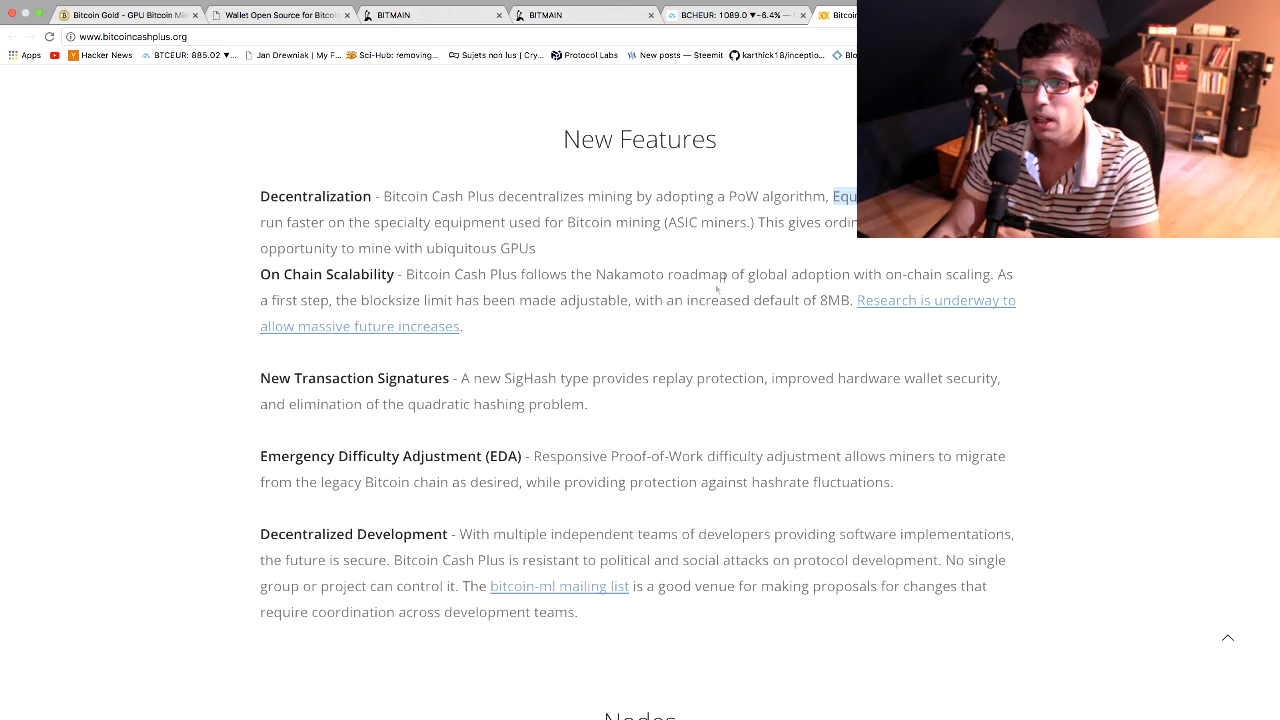 Bitcoin Gold - GPU Bitcoin Min
Wallet Open Source for Bitcoin
BITMAIN
BITMAIN
BCHEUR: 1089.0 ▼−6.4% —
Bitcoin
www.bitcoincashplus.org
Apps
Hacker News
BTCEUR: 885.02 ▼...
Jan Drewniak | My F...
Sci-Hub: removing...
Sujets non lus | Cry...
Protocol Labs
New posts — Steemit
karthick18/inceptio...
Blo
New Features
Decentralization - Bitcoin Cash Plus decentralizes mining by adopting a PoW algorithm, Equ
run faster on the specialty equipment used for Bitcoin mining (ASIC miners.) This gives ordin
opportunity to mine with ubiquitous GPUs
On Chain Scalability - Bitcoin Cash Plus follows the Nakamoto roadmap of global adoption with on-chain scaling. As
a first step, the blocksize limit has been made adjustable, with an increased default of 8MB. Research is underway to
allow massive future increases.
New Transaction Signatures - A new SigHash type provides replay protection, improved hardware wallet security,
and elimination of the quadratic hashing problem.
Emergency Difficulty Adjustment (EDA) - Responsive Proof-of-Work difficulty adjustment allows miners to migrate
from the legacy Bitcoin chain as desired, while providing protection against hashrate fluctuations.
Decentralized Development - With multiple independent teams of developers providing software implementations,
the future is secure. Bitcoin Cash Plus is resistant to political and social attacks on protocol development. No single
group or project can control it. The bitcoin-ml mailing list is a good venue for making proposals for changes that
require coordination across development teams.
Nodes